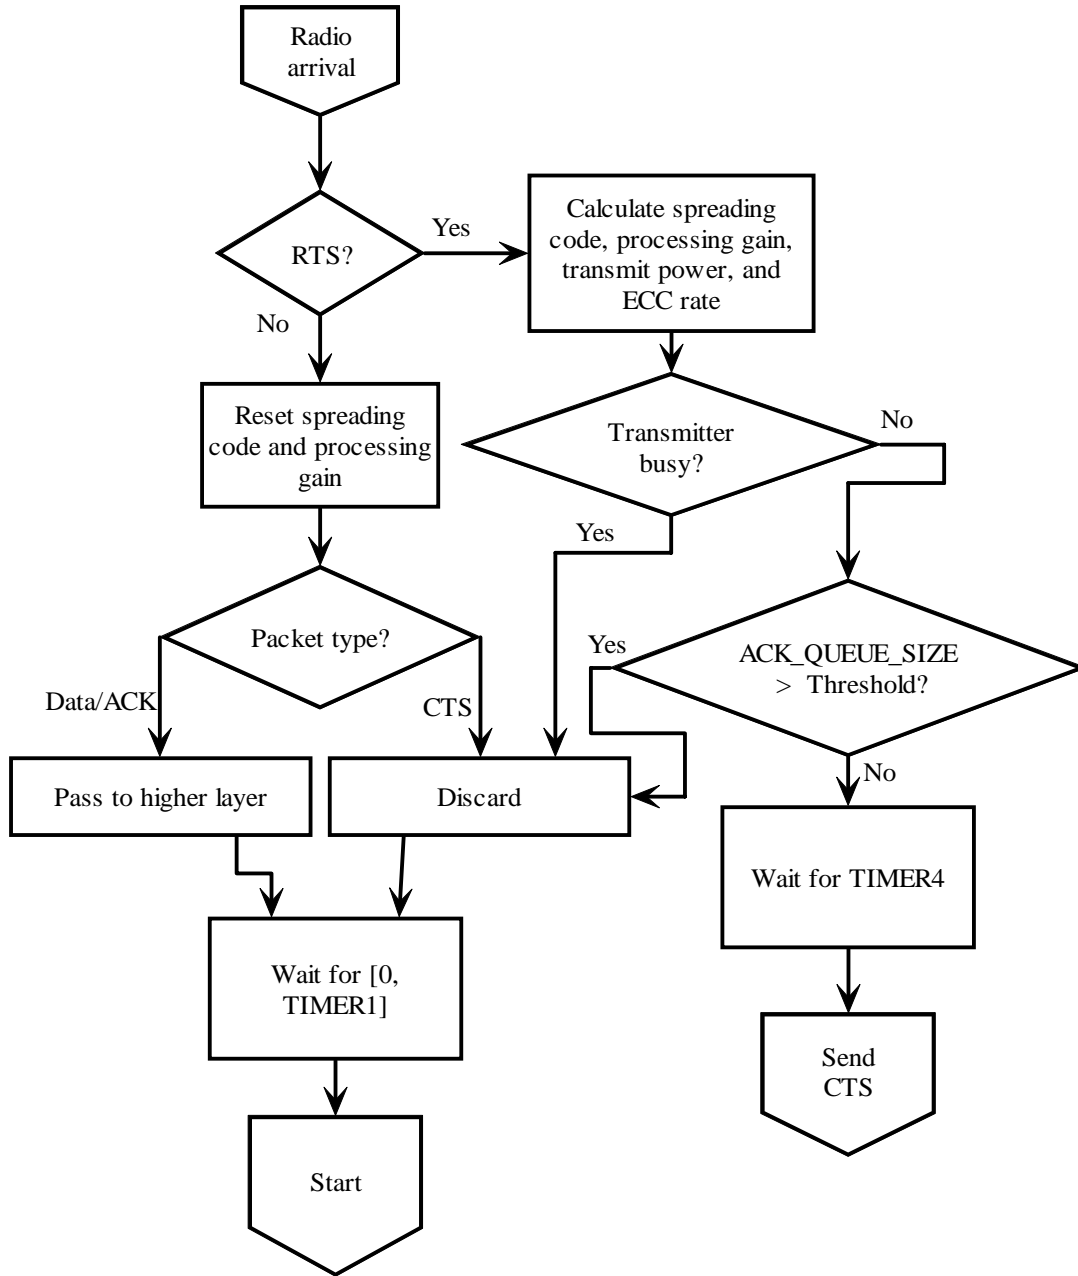 Radio
arrival
RTS?
Yes
Calculate spreading
code, processing gain,
transmit power, and
ECC rate
No
Reset spreading
code and processing
gain
Transmitter
busy?
No
Yes
Packet type?
Yes
ACK_QUEUE_SIZE
> Threshold?
Data/ACK
CTS
No
Pass to higher layer
Discard
Wait for TIMER4
Wait for [0,
TIMER1]
Send
CTS
Start